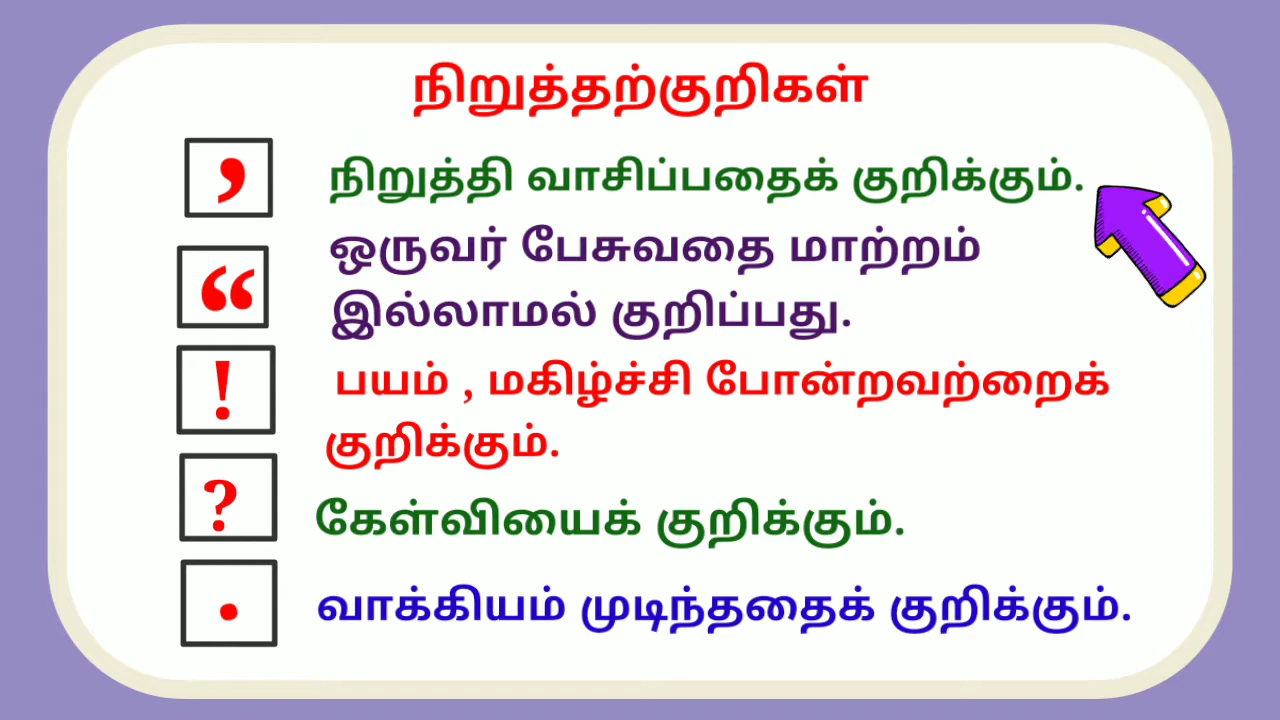 நிறுத்தற்குறிகள்
, நிறுத்தி வாசிப்பதைக் குறிக்கும்.
ஒருவர் பேசுவதை மாற்றம்
“ இல்லாமல் குறிப்பது.
! பயம் , மகிழ்ச்சி போன்றவற்றைக்
குறிக்கும்.
? கேள்வியைக் குறிக்கும்.
. வாக்கியம் முடிந்ததைக் குறிக்கும்.